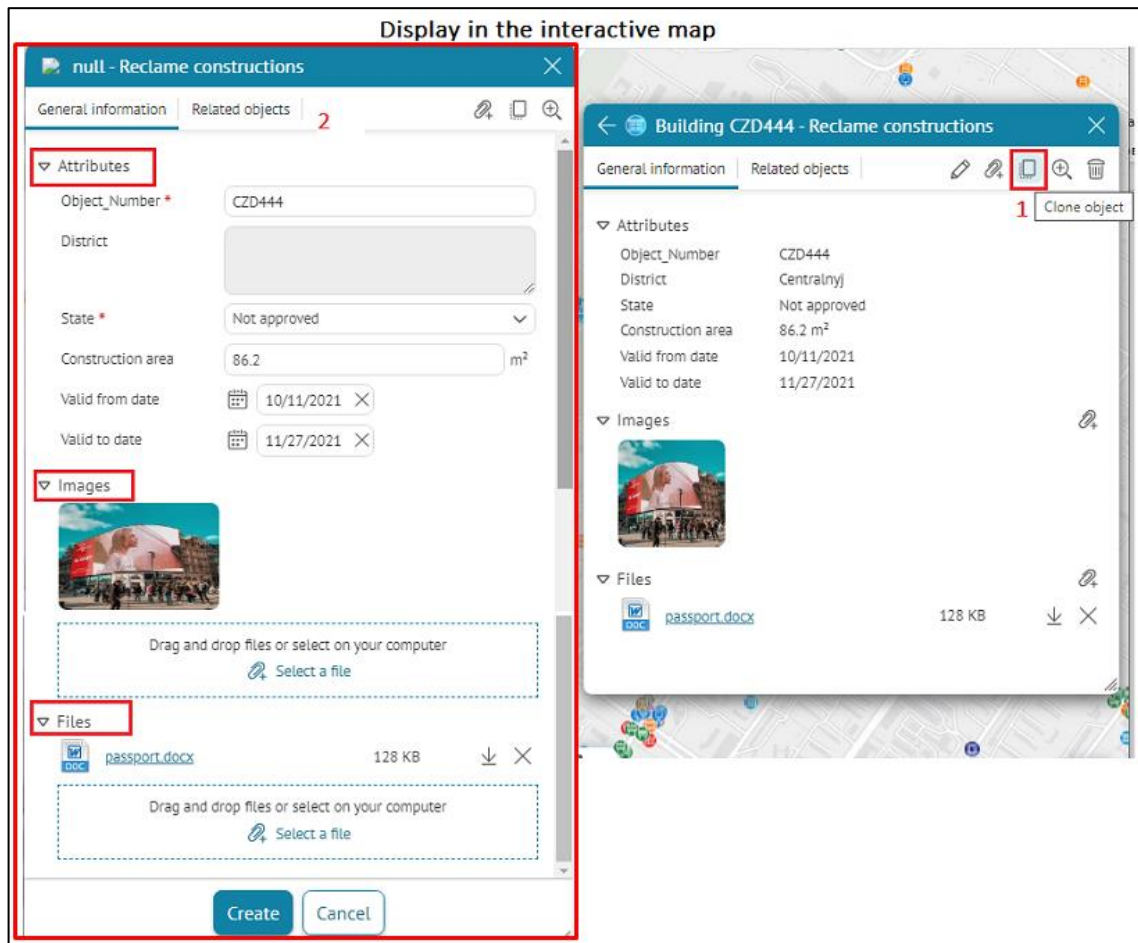 Display in the interactive map
null - Reclame constructions
General information Related objects
2
Attributes
Object_Number * CZD444
District
State * Not approved
Construction area 86.2 m²
Valid from date 10/11/2021
Valid to date 11/27/2021
Images
Drag and drop files or select on your computer
Select a file
Files
DOC passport.docx 128 KB
Drag and drop files or select on your computer
Select a file
Create Cancel
Building CZD444 - Reclame constructions
General information Related objects
1 Clone object
Attributes
Object_Number CZD444
District Centralnyj
State Not approved
Construction area 86.2 m²
Valid from date 10/11/2021
Valid to date 11/27/2021
Images
Files
DOC passport.docx 128 KB